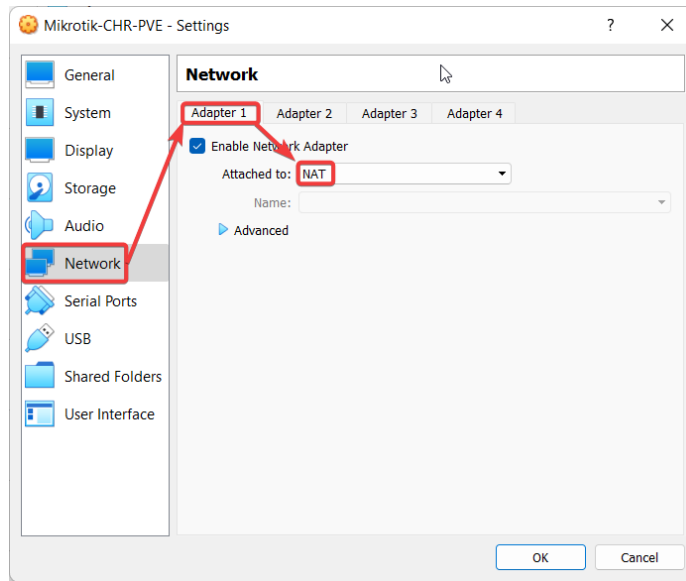 Mikrotik-CHR-PVE - Settings
?
General
System
Display
Storage
Audio
Network
Serial Ports
USB
Shared Folders
User Interface
Network
Adapter 1 Adapter 2 Adapter 3 Adapter 4
Enable Network Adapter
Attached to: NAT
Name:
Advanced
OK Cancel